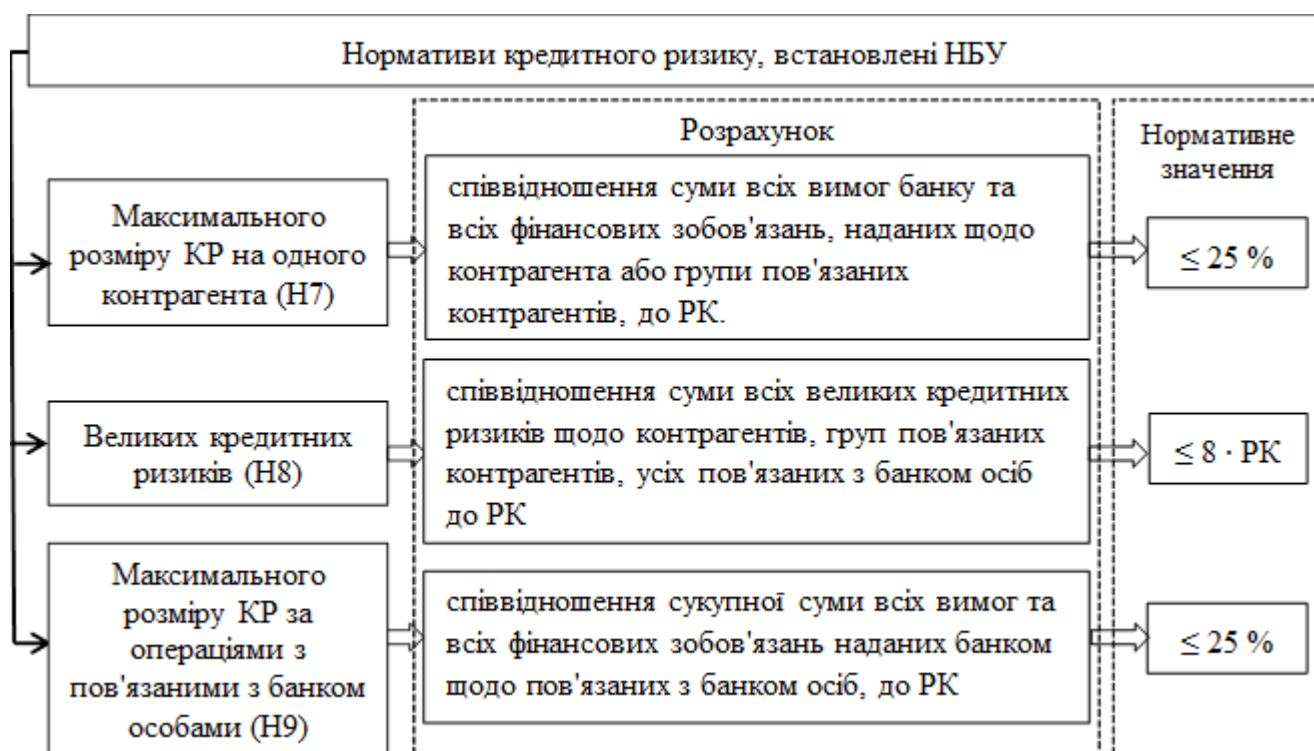 Нормативи кредитного ризику, встановлені НБУ
Розрахунок
Нормативне
значення
Максимального
розміру КР на одного
контрагента (Н7)
співвідношення суми всіх вимог банку та
всіх фінансових зобов'язань, наданих щодо
контрагента або групи пов'язаних
контрагентів, до РК.
≤ 25 %
Великих кредитних
ризиків (Н8)
співвідношення суми всіх великих кредитних
ризиків щодо контрагентів, груп пов'язаних
контрагентів, усіх пов'язаних з банком осіб
до РК
≤ 8 · РК
Максимального
розміру КР за
операціями з
пов'язаними з банком
особами (Н9)
співвідношення сукупної суми всіх вимог та
всіх фінансових зобов'язань наданих банком
щодо пов'язаних з банком осіб, до РК
≤ 25 %